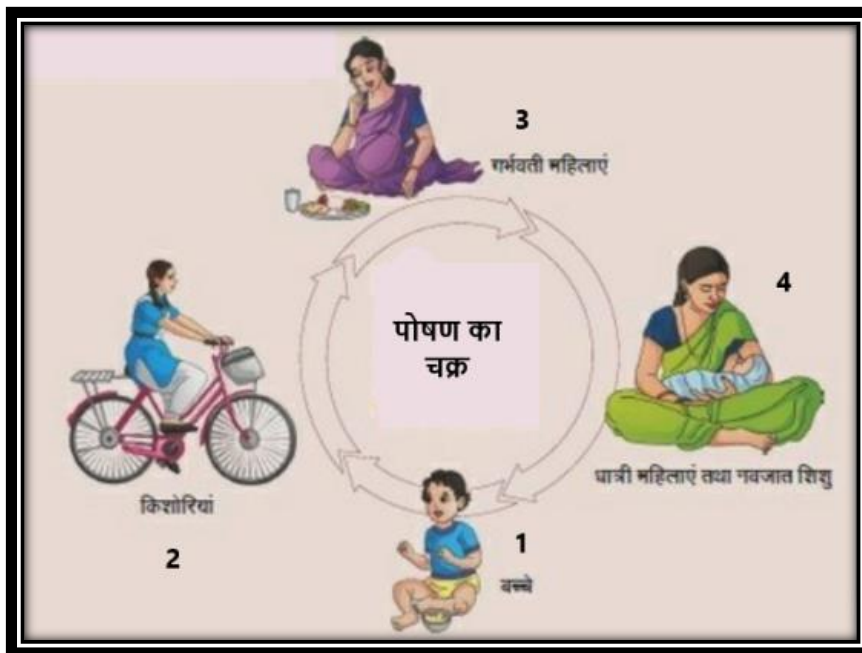 3
गर्भवती महिलाएं
4
पोषण का
चक्र
धात्री महिलाएं तथा नवजात शिशु
किशोरियां
2
1
बच्चे